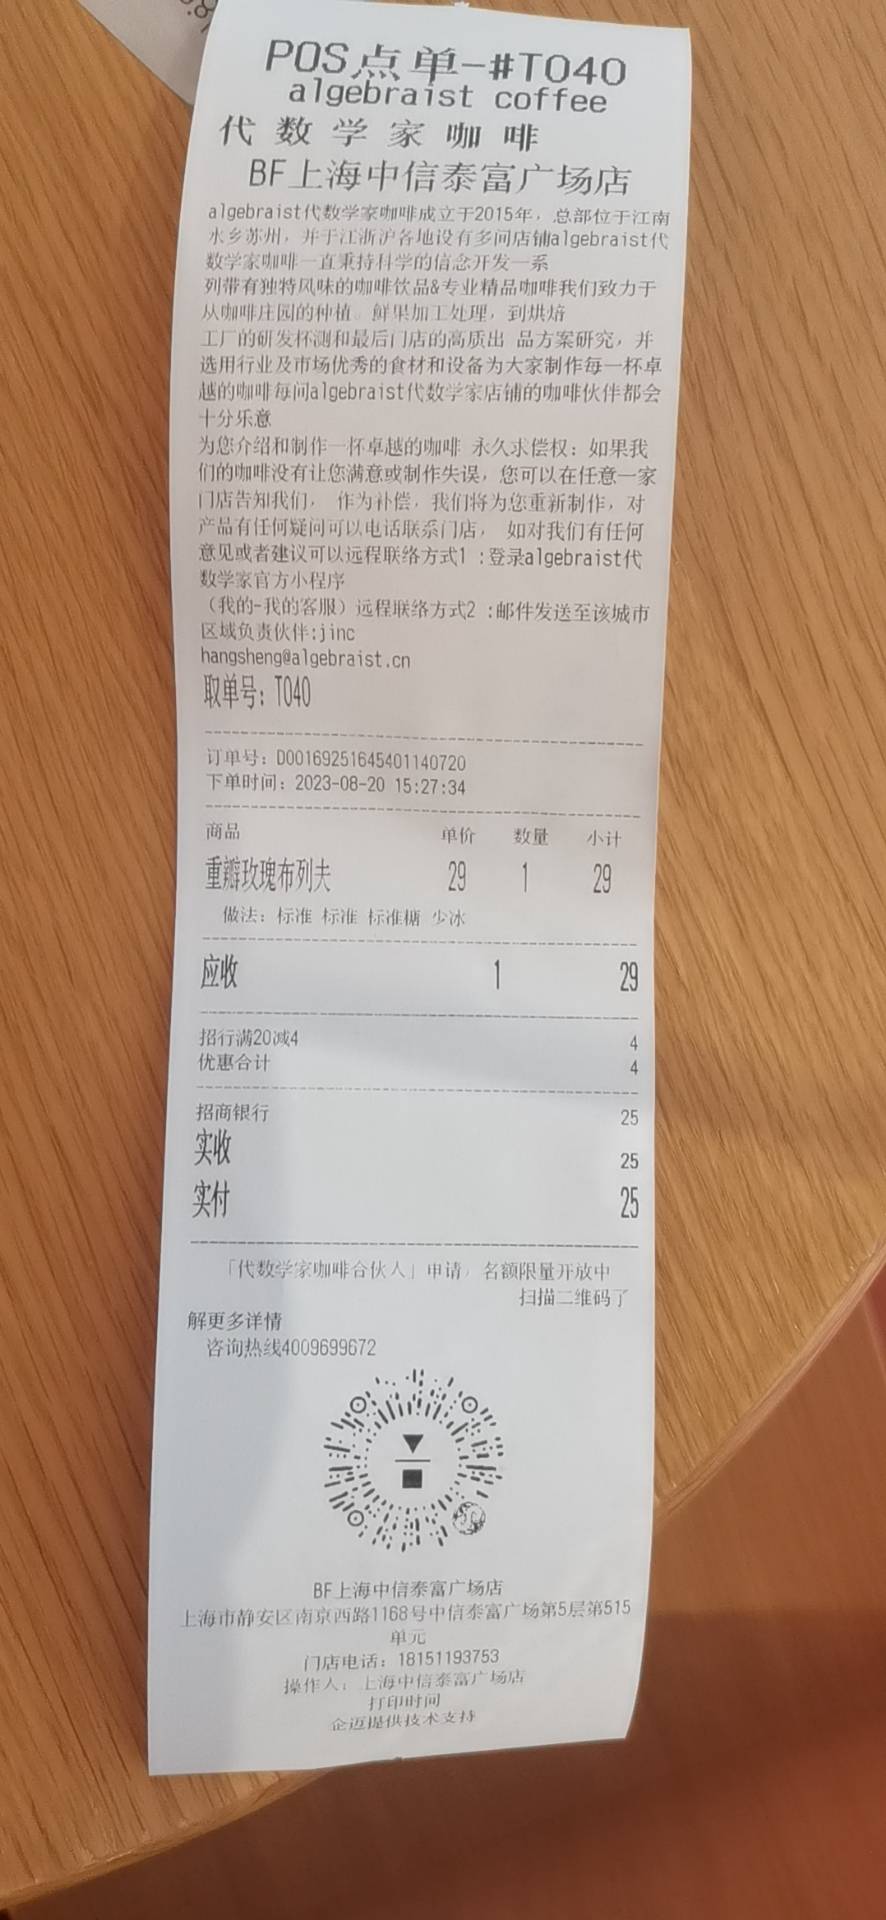 POS点单-#T040
algebraist coffee
代数学家咖啡
BF上海中信泰富广场店
algebraist代数学家咖啡成立于2015年，总部位于江南
水乡苏州，并于江浙沪各地设有多间店铺algebraist代
数学家咖啡一直秉持科学的信念开发一系
列带有独特风味的咖啡饮品&专业精品咖啡我们致力于
从咖啡庄园的种植。鲜果加工处理，到烘焙
工厂的研发杯测和最后门店的高质出 品方案研究，并
选用行业及市场优秀的食材和设备为大家制作每一杯卓
越的咖啡每间algebraist代数学家店铺的咖啡伙伴都会
十分乐意
为您介绍和制作一杯卓越的咖啡 永久求偿权：如果我
们的咖啡没有让您满意或制作失误，您可以在任意一家
门店告知我们， 作为补偿，我们将为您重新制作，对
产品有任何疑问可以电话联系门店， 如对我们有任何
意见或者建议可以远程联络方式1 :登录algebraist代
数学家官方小程序
（我的-我的客服）远程联络方式2 :邮件发送至该城市
区域负责伙伴:jinc
hangsheng@algebraist.cn
取单号：T040
订单号：D00169251645401140720
下单时间：2023-08-20 15:27:34
商品 单价 数量 小计
重瓣玫瑰布列夫 29 1 29
做法：标准 标准 标准糖 少冰
应收 1 29
招行满20减4 4
优惠合计 4
招商银行 25
实收 25
实付 25
「代数学家咖啡合伙人」申请，名额限量开放中
扫描二维码了
解更多详情
咨询热线4009699672
BF上海中信泰富广场店
上海市静安区南京西路1168号中信泰富广场第5层第515
单元
门店电话：18151193753
操作人：上海中信泰富广场店
打印时间
企迈提供技术支持